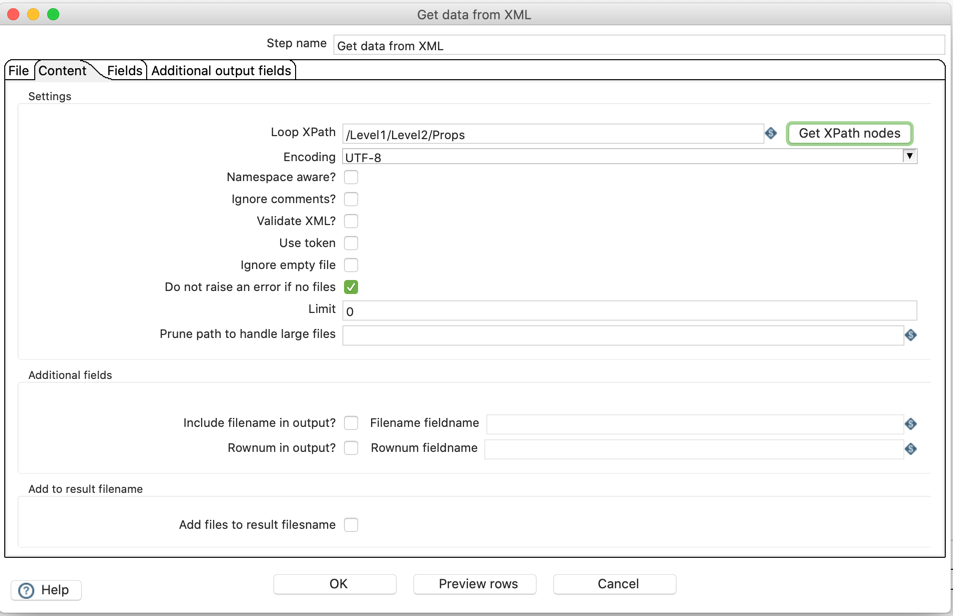 Get data from XML
Step name Get data from XML
File Content Fields Additional output fields
Settings
Loop XPath /Level1/Level2/Props Get XPath nodes
Encoding UTF-8
Namespace aware?
Ignore comments?
Validate XML?
Use token
Ignore empty file
Do not raise an error if no files
Limit 0
Prune path to handle large files
Additional fields
Include filename in output? Filename fieldname
Rownum in output? Rownum fieldname
Add to result filename
Add files to result filesname
Help OK Preview rows Cancel